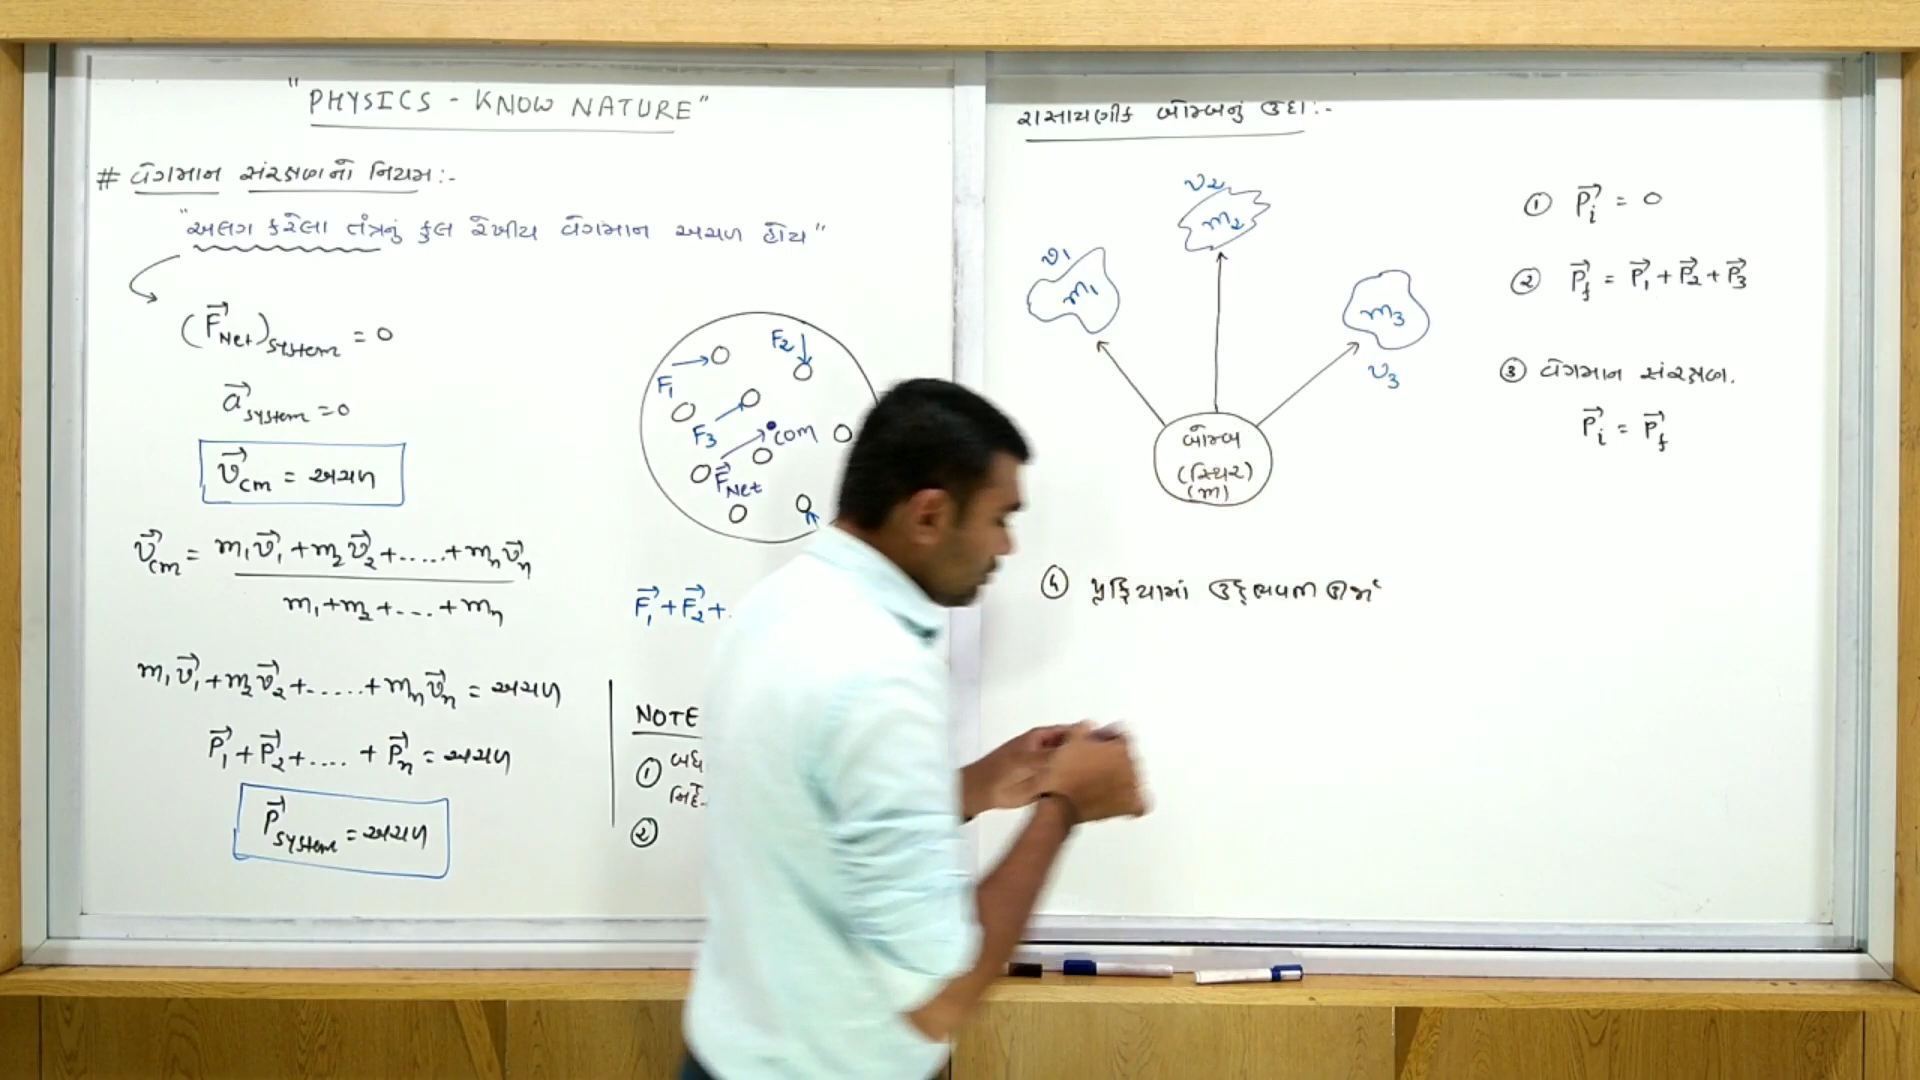 "PHYSICS - KNOW NATURE"
# વેગમાન સંરક્ષણનો નિયમ:-
"અલગ કરેલા તંત્રનું કુલ રેખીય વેગમાન અચળ હોય"
(F⃗Net)system = 0
a⃗system = 0
v⃗cm = અચળ
v⃗cm = m₁v⃗₁ + m₂v⃗₂ + ..... + mₙv⃗ₙ
m₁ + m₂ + ... + mₙ
m₁v⃗₁ + m₂v⃗₂ + ..... + mₙv⃗ₙ = અચળ
P⃗₁ + P⃗₂ + .... + P⃗ₙ = અચળ
P⃗system = અચળ
F₁
F₂
F₃
COM
F⃗Net
F⃗₁ + F⃗₂ +
NOTE
①
②
રાસાયણીક બોમ્બનું ઉદા:-
v₁
m₁
v₂
m₂
m₃
v₃
બોમ્બ
(સ્થિર)
(m)
① P⃗i = 0
② P⃗f = P⃗₁ + P⃗₂ + P⃗₃
③ વેગમાન સંરક્ષણ.
P⃗i = P⃗f
④ પ્રક્રિયામાં ઉદ્દભવતી